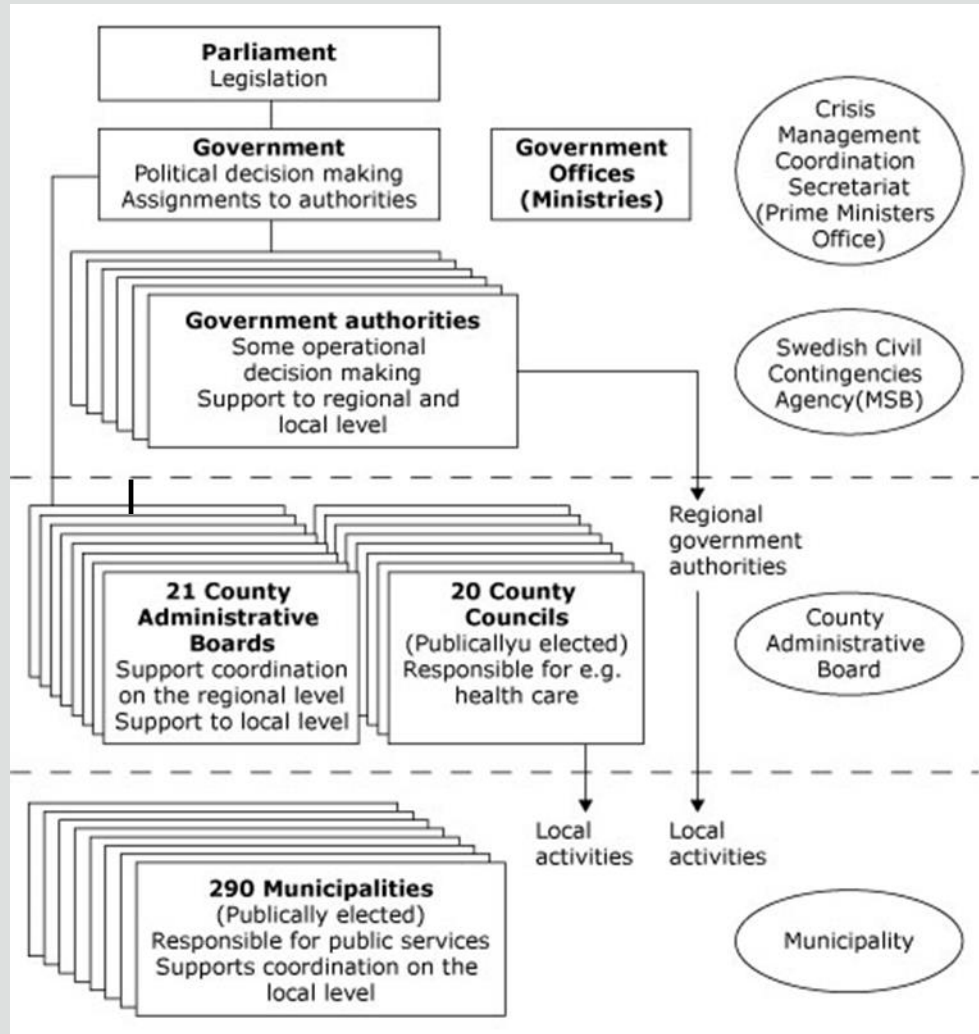 Parliament
Legislation
Government
Political decision making
Assignments to authorities
Government
Offices
(Ministries)
Crisis
Management
Coordination
Secretariat
(Prime Ministers
Office)
Government authorities
Some operational
decision making
Support to regional and
local level
Swedish Civil
Contingencies
Agency(MSB)
Regional
government
authorities
21 County
Administrative
Boards
Support coordination
on the regional level
Support to local level
20 County
Councils
(Publicallyu elected)
Responsible for e.g.
health care
County
Administrative
Board
Local
activities
Local
activities
290 Municipalities
(Publically elected)
Responsible for public services
Supports coordination on the
local level
Municipality